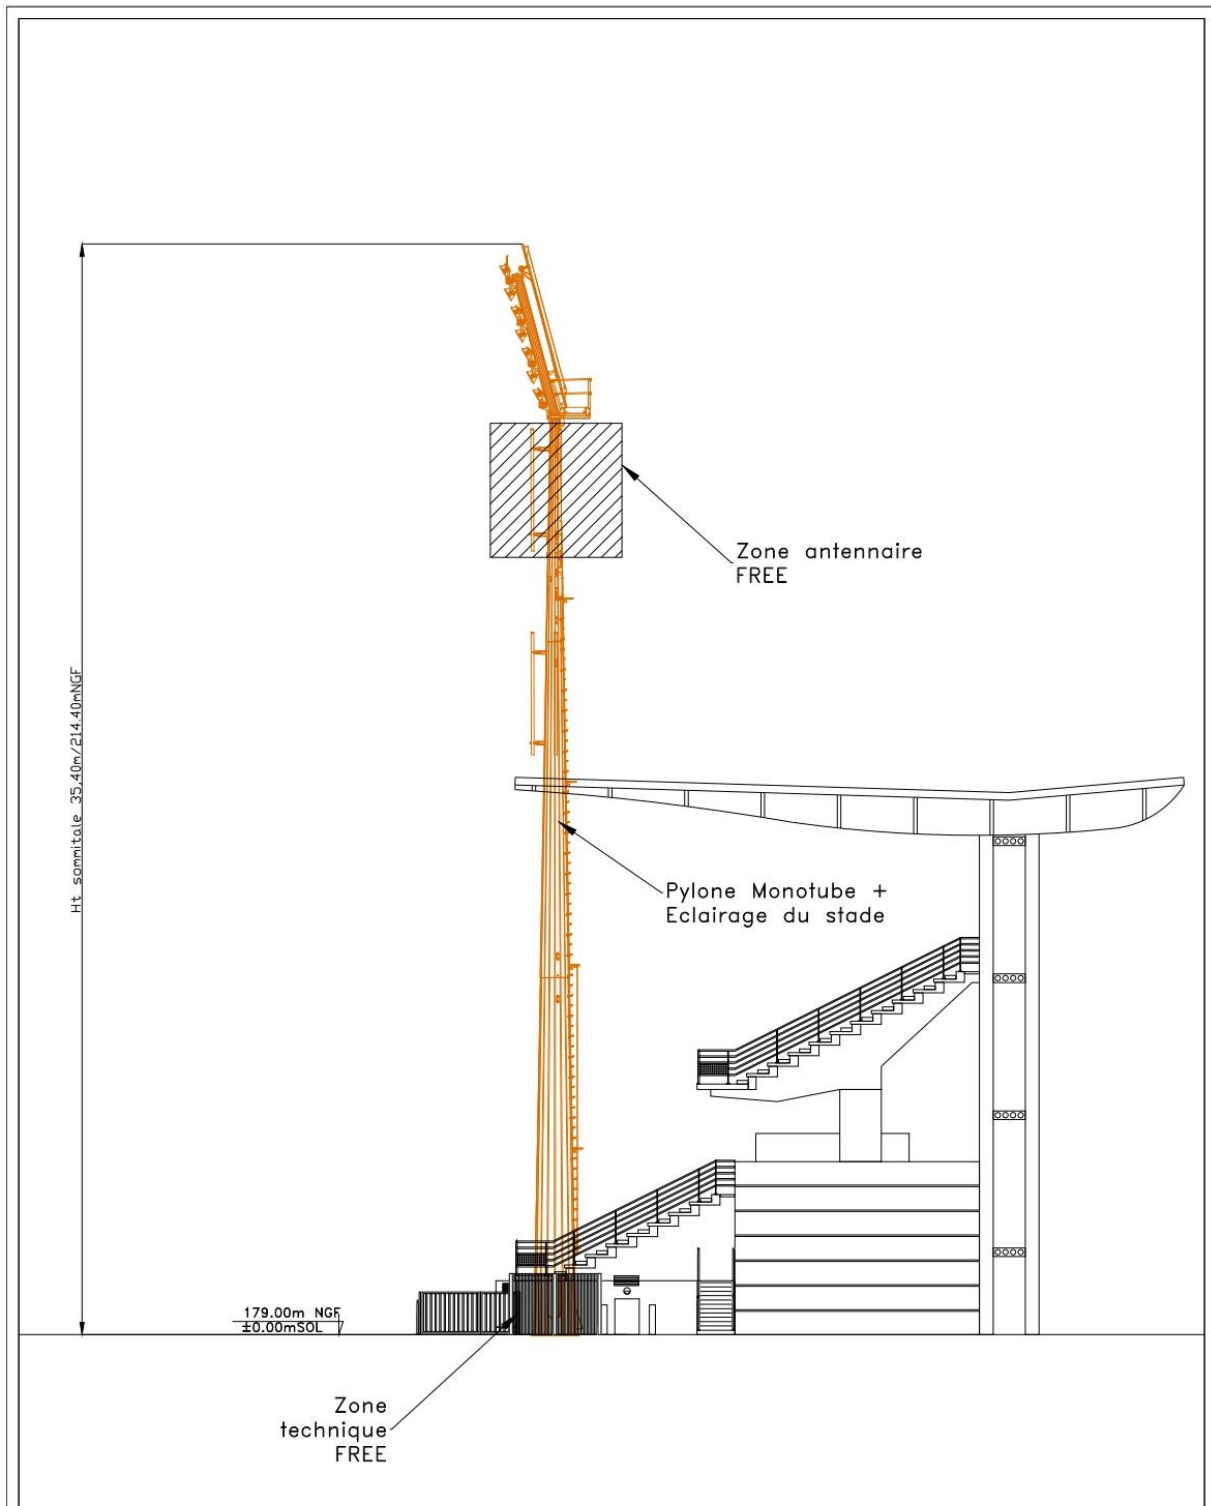 Zone antennaire
FREE
Ht sommitale 35.40m/214.40mNGF
Pylone Monotube +
Eclairage du stade
179.00m NGF
±0.00mSOL
Zone
technique
FREE